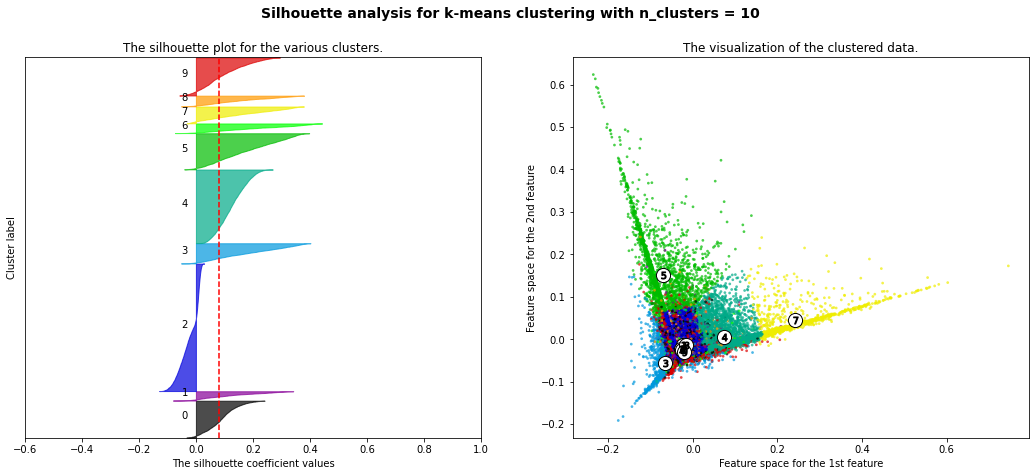 Silhouette analysis for k-means clustering with n_clusters = 10
The silhouette plot for the various clusters.
Cluster label
9
8
7
6
5
4
3
2
1
0
−0.6 −0.4 −0.2 0.0 0.2 0.4 0.6 0.8 1.0
The silhouette coefficient values
The visualization of the clustered data.
Feature space for the 2nd feature
0.6
0.5
0.4
0.3
0.2
0.1
0.0
−0.1
−0.2
5
7
4
3
−0.2 0.0 0.2 0.4 0.6
Feature space for the 1st feature